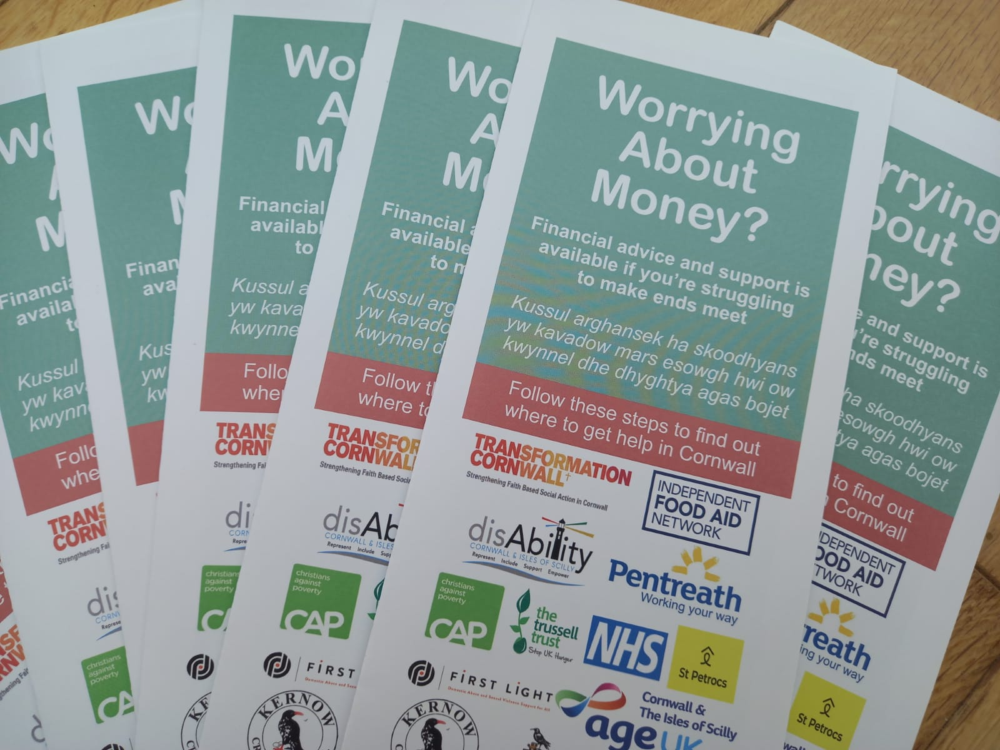 Worrying
About
Money?
Financial advice and support is
available if you're struggling
to make ends meet
Kussul arghansek ha skoodhyans
yw kavadow mars esowgh hwi ow
kwynnel dhe dhyghtya agas bojet
Follow these steps to find out
where to get help in Cornwall
TRANSFORMATION
CORNWALL
Strengthening Faith Based Social Action in Cornwall
INDEPENDENT
FOOD AID
NETWORK
disAbility
CORNWALL & ISLES OF SCILLY
Represent Include Support Empower
Pentreath
Working your way
christians
against
poverty
CAP
the
trussell
trust
Stop UK Hunger
NHS
St Petrocs
FiRST LiGHT
Domestic Abuse and Sexual Violence Support for All
KERNOW
Cornwall &
The Isles of Scilly
age UK